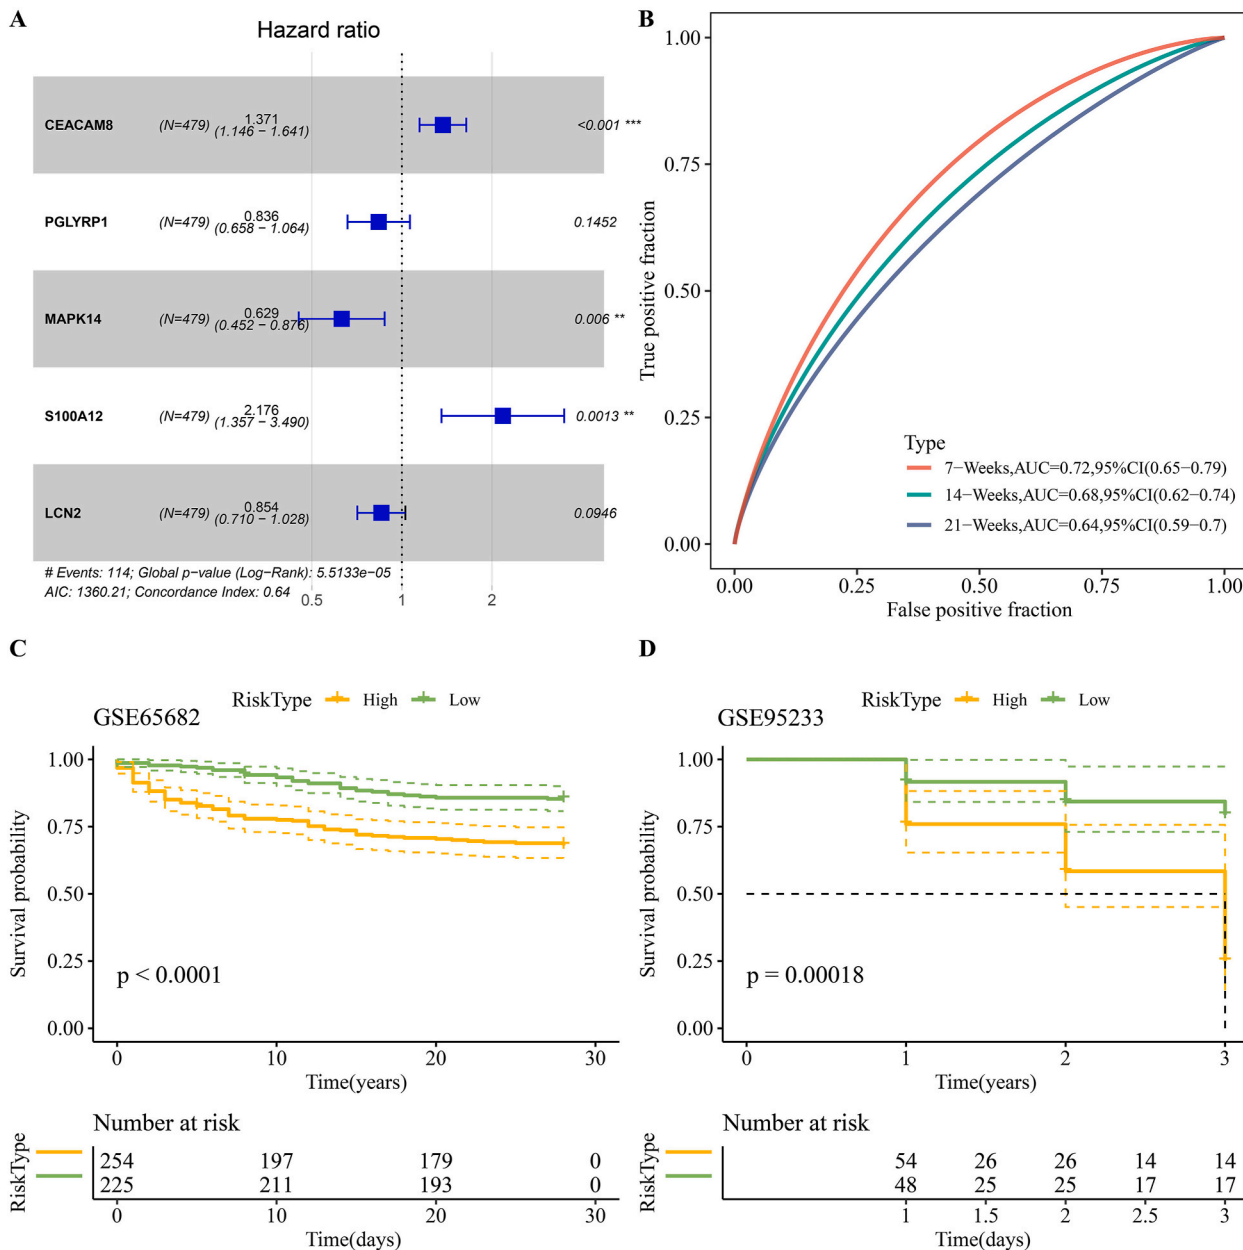 A
Hazard ratio
CEACAM8 (N=479) 1.371 (1.146 − 1.641) <0.001 ***
PGLYRP1 (N=479) 0.836 (0.658 − 1.064) 0.1452
MAPK14 (N=479) 0.629 (0.452 − 0.876) 0.006 **
S100A12 (N=479) 2.176 (1.357 − 3.490) 0.0013 **
LCN2 (N=479) 0.854 (0.710 − 1.028) 0.0946
# Events: 114; Global p−value (Log−Rank): 5.5133e−05
AIC: 1360.21; Concordance Index: 0.64
0.5 1 2
B
True positive fraction
1.00
0.75
0.50
0.25
0.00
Type
7−Weeks,AUC=0.72,95%CI(0.65−0.79)
14−Weeks,AUC=0.68,95%CI(0.62−0.74)
21−Weeks,AUC=0.64,95%CI(0.59−0.7)
0.00 0.25 0.50 0.75 1.00
False positive fraction
C
RiskType High Low
GSE65682
Survival probability
1.00
0.75
0.50
0.25
0.00
p < 0.0001
0 10 20 30
Time(years)
Number at risk
RiskType
254 197 179 0
225 211 193 0
0 10 20 30
Time(days)
D
RiskType High Low
GSE95233
Survival probability
1.00
0.75
0.50
0.25
0.00
p = 0.00018
0 1 2 3
Time(years)
Number at risk
RiskType
54 26 26 14 14
48 25 25 17 17
1 1.5 2 2.5 3
Time(days)